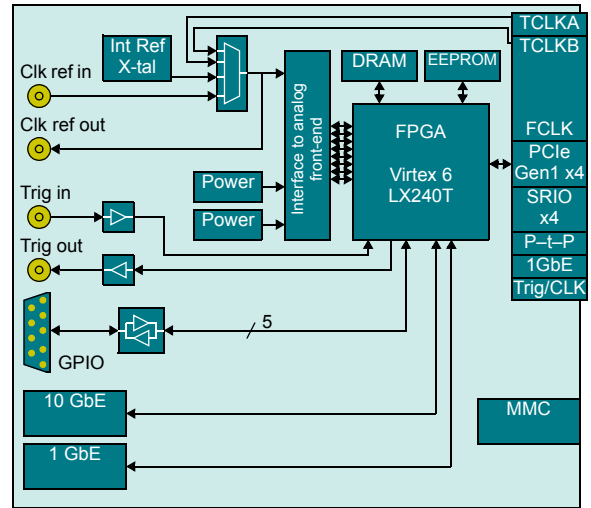 TCLKA
TCLKB
Int Ref
X-tal
Clk ref in
DRAM
EEPROM
Clk ref out
Interface to analog
front-end
FPGA
Virtex 6
LX240T
FCLK
PCIe
Gen1 x4
Power
Power
SRIO
x4
Trig in
Trig out
P–t–P
1GbE
Trig/CLK
5
GPIO
10 GbE
MMC
1 GbE